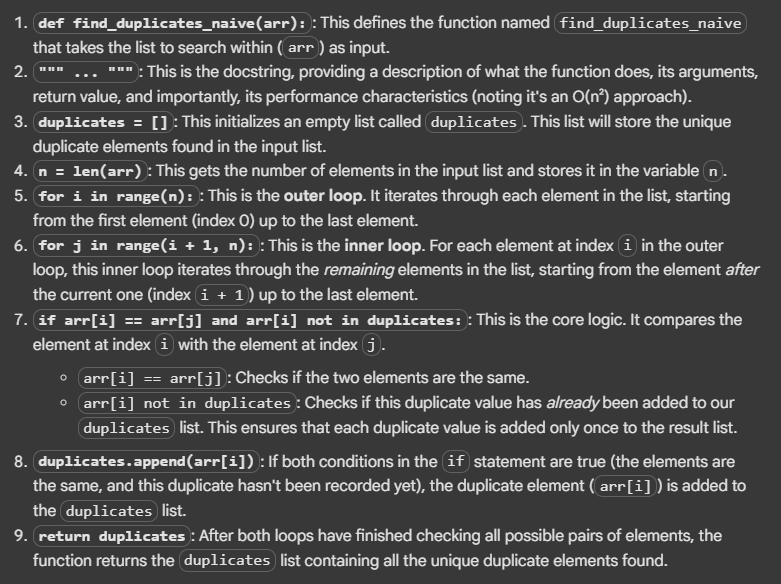 1. def find_duplicates_naive(arr):: This defines the function named find_duplicates_naive
that takes the list to search within (arr) as input.
2. """ ... """: This is the docstring, providing a description of what the function does, its arguments,
return value, and importantly, its performance characteristics (noting it's an O(n²) approach).
3. duplicates = []: This initializes an empty list called duplicates. This list will store the unique
duplicate elements found in the input list.
4. n = len(arr): This gets the number of elements in the input list and stores it in the variable n.
5. for i in range(n):: This is the outer loop. It iterates through each element in the list, starting
from the first element (index 0) up to the last element.
6. for j in range(i + 1, n):: This is the inner loop. For each element at index i in the outer
loop, this inner loop iterates through the remaining elements in the list, starting from the element after
the current one (index i + 1) up to the last element.
7. if arr[i] == arr[j] and arr[i] not in duplicates:: This is the core logic. It compares the
element at index i with the element at index j.
○ arr[i] == arr[j]: Checks if the two elements are the same.
○ arr[i] not in duplicates: Checks if this duplicate value has already been added to our
duplicates list. This ensures that each duplicate value is added only once to the result list.
8. duplicates.append(arr[i]): If both conditions in the if statement are true (the elements are
the same, and this duplicate hasn't been recorded yet), the duplicate element (arr[i]) is added to
the duplicates list.
9. return duplicates: After both loops have finished checking all possible pairs of elements, the
function returns the duplicates list containing all the unique duplicate elements found.